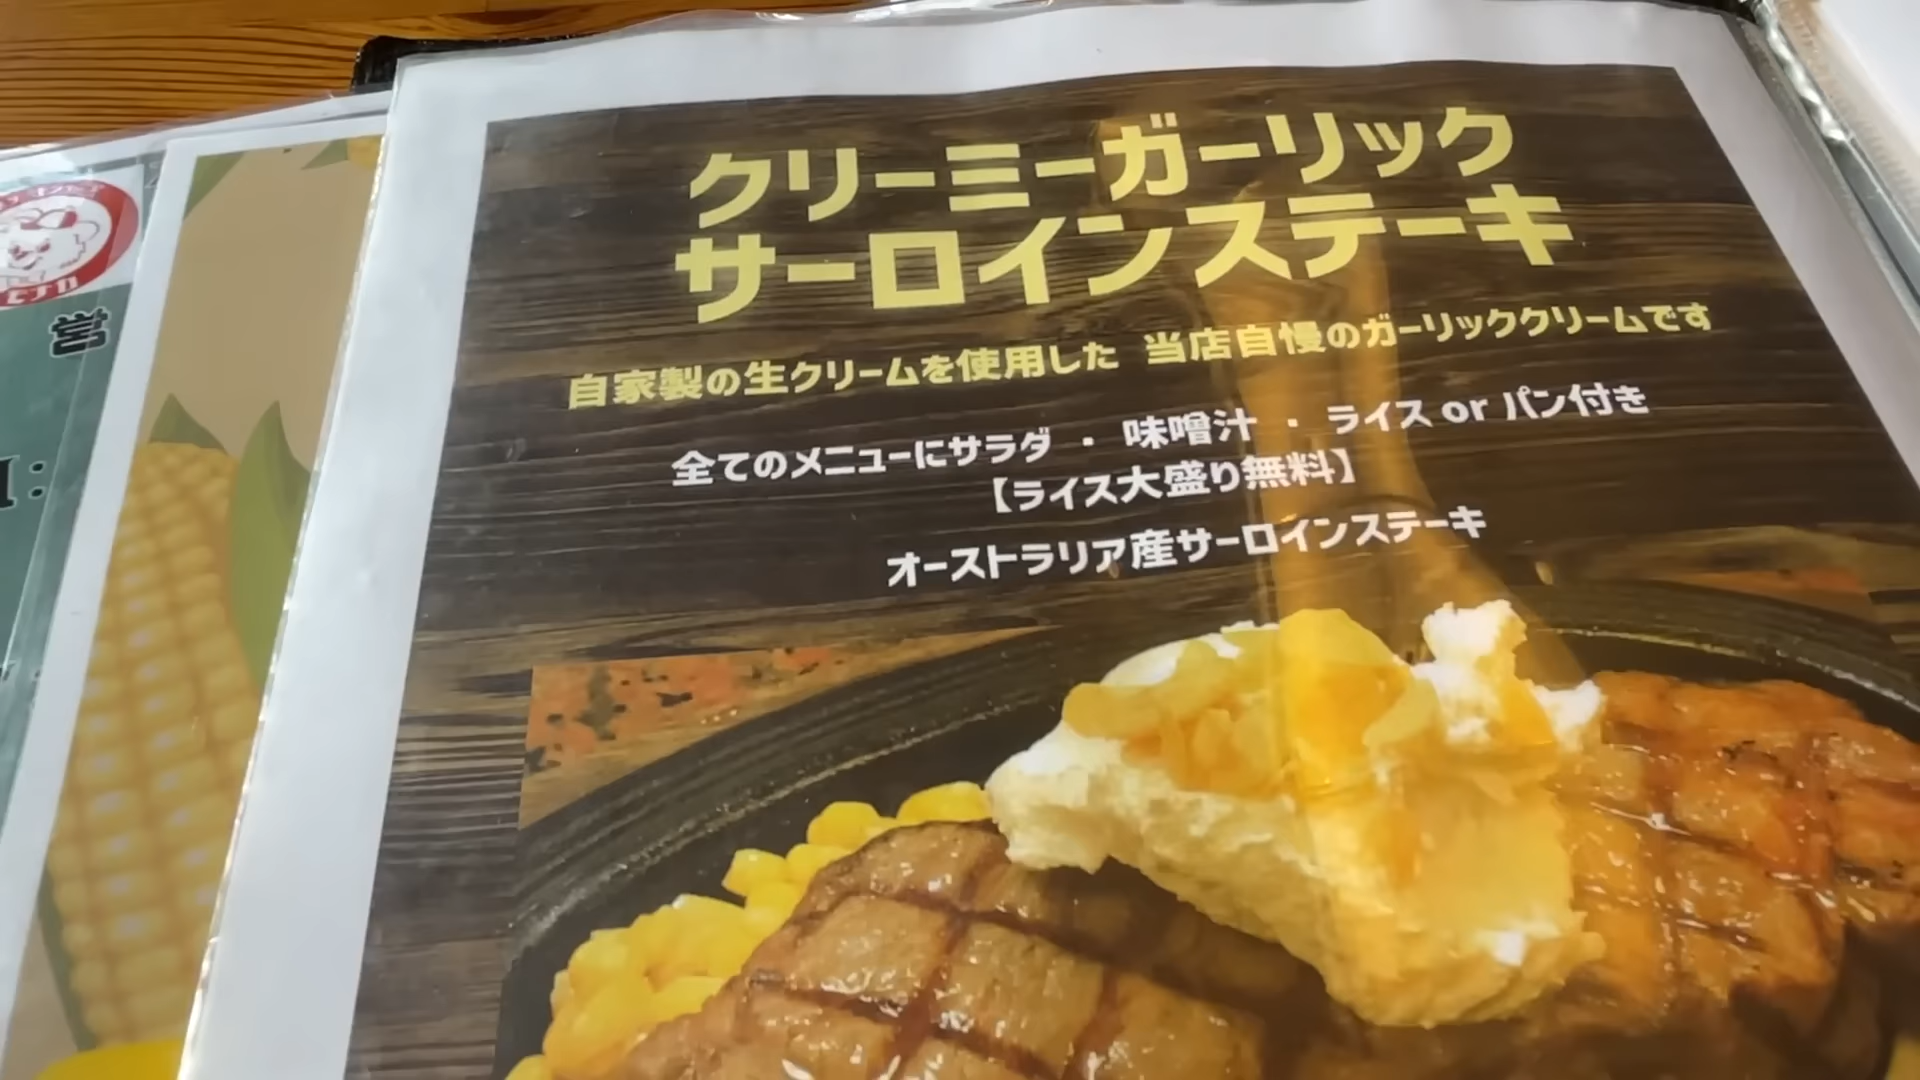 クリーミーガーリック
サーロインステーキ
自家製の生クリームを使用した 当店自慢のガーリッククリームです
全てのメニューにサラダ ・ 味噌汁 ・ ライス or パン付き
【ライス大盛り無料】
オーストラリア産サーロインステーキ
営